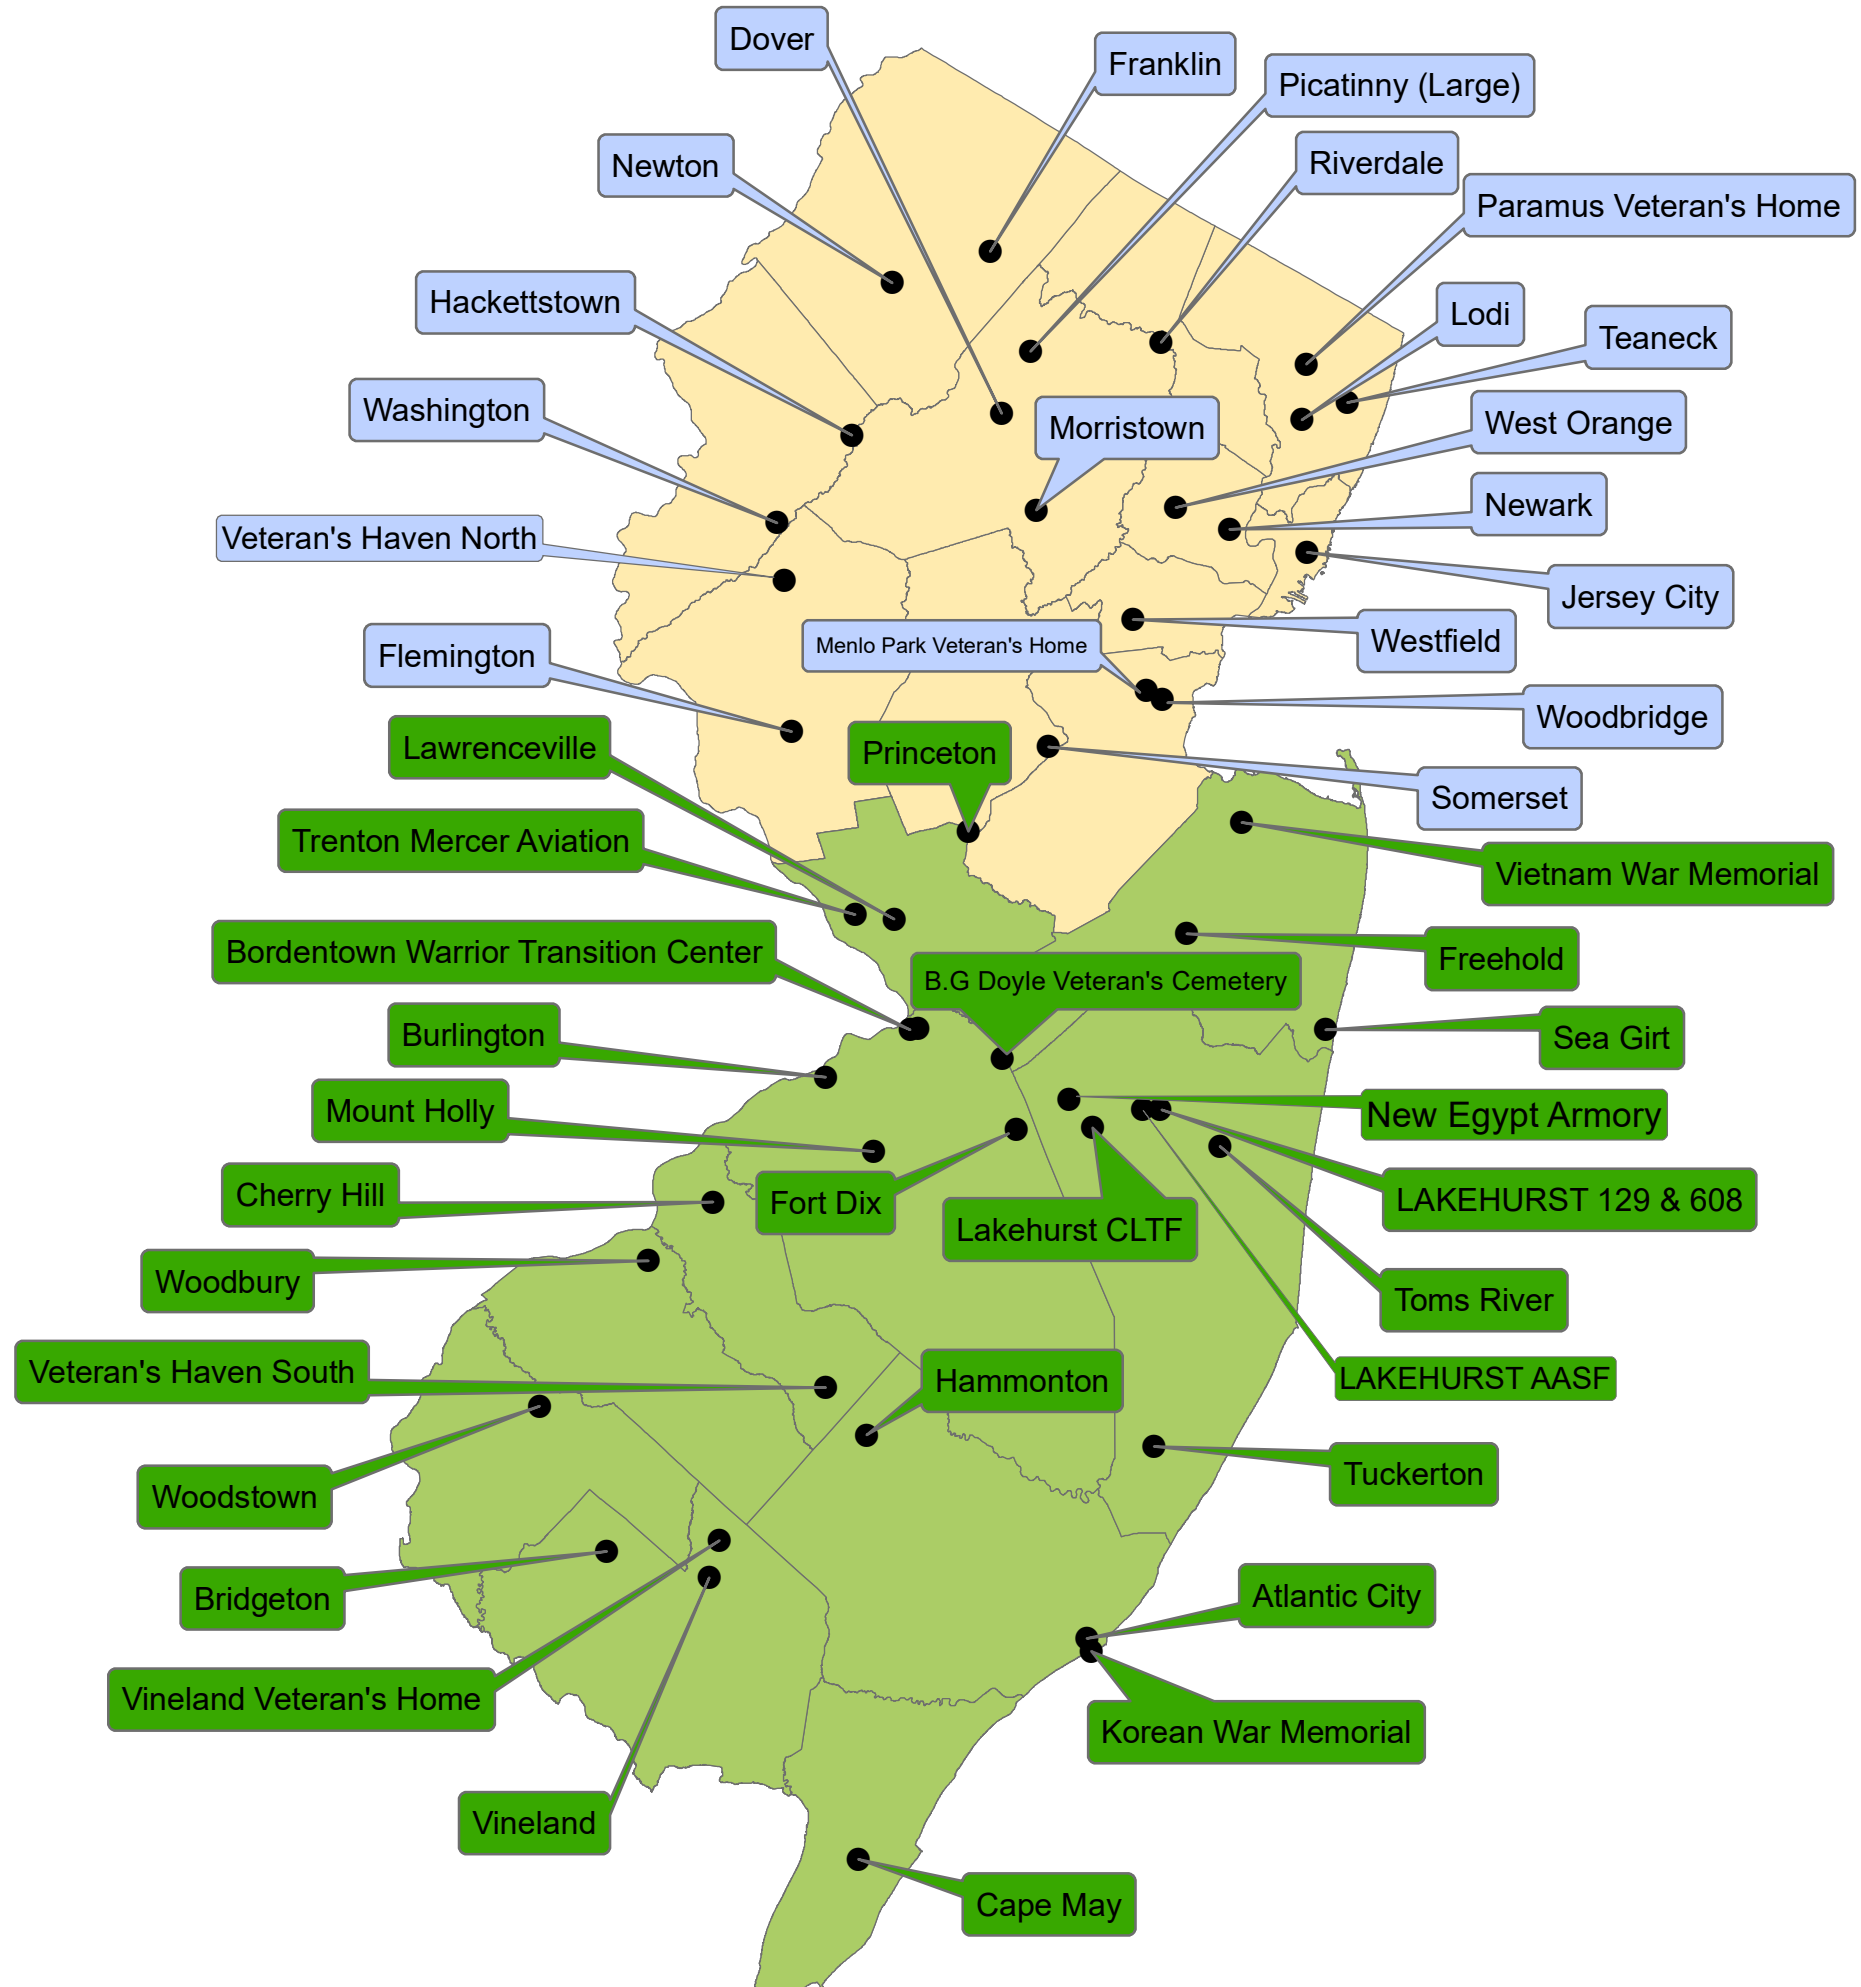 Dover
Franklin
Picatinny (Large)
Newton
Riverdale
Paramus Veteran's Home
Hackettstown
Lodi
Teaneck
Washington
Morristown
West Orange
Newark
Veteran's Haven North
Jersey City
Menlo Park Veteran's Home
Westfield
Flemington
Woodbridge
Lawrenceville
Princeton
Somerset
Trenton Mercer Aviation
Vietnam War Memorial
Bordentown Warrior Transition Center
B.G Doyle Veteran's Cemetery
Freehold
Burlington
Sea Girt
Mount Holly
New Egypt Armory
Cherry Hill
Fort Dix
Lakehurst CLTF
LAKEHURST 129 & 608
Woodbury
Toms River
Veteran's Haven South
Hammonton
LAKEHURST AASF
Woodstown
Tuckerton
Bridgeton
Atlantic City
Vineland Veteran's Home
Korean War Memorial
Vineland
Cape May